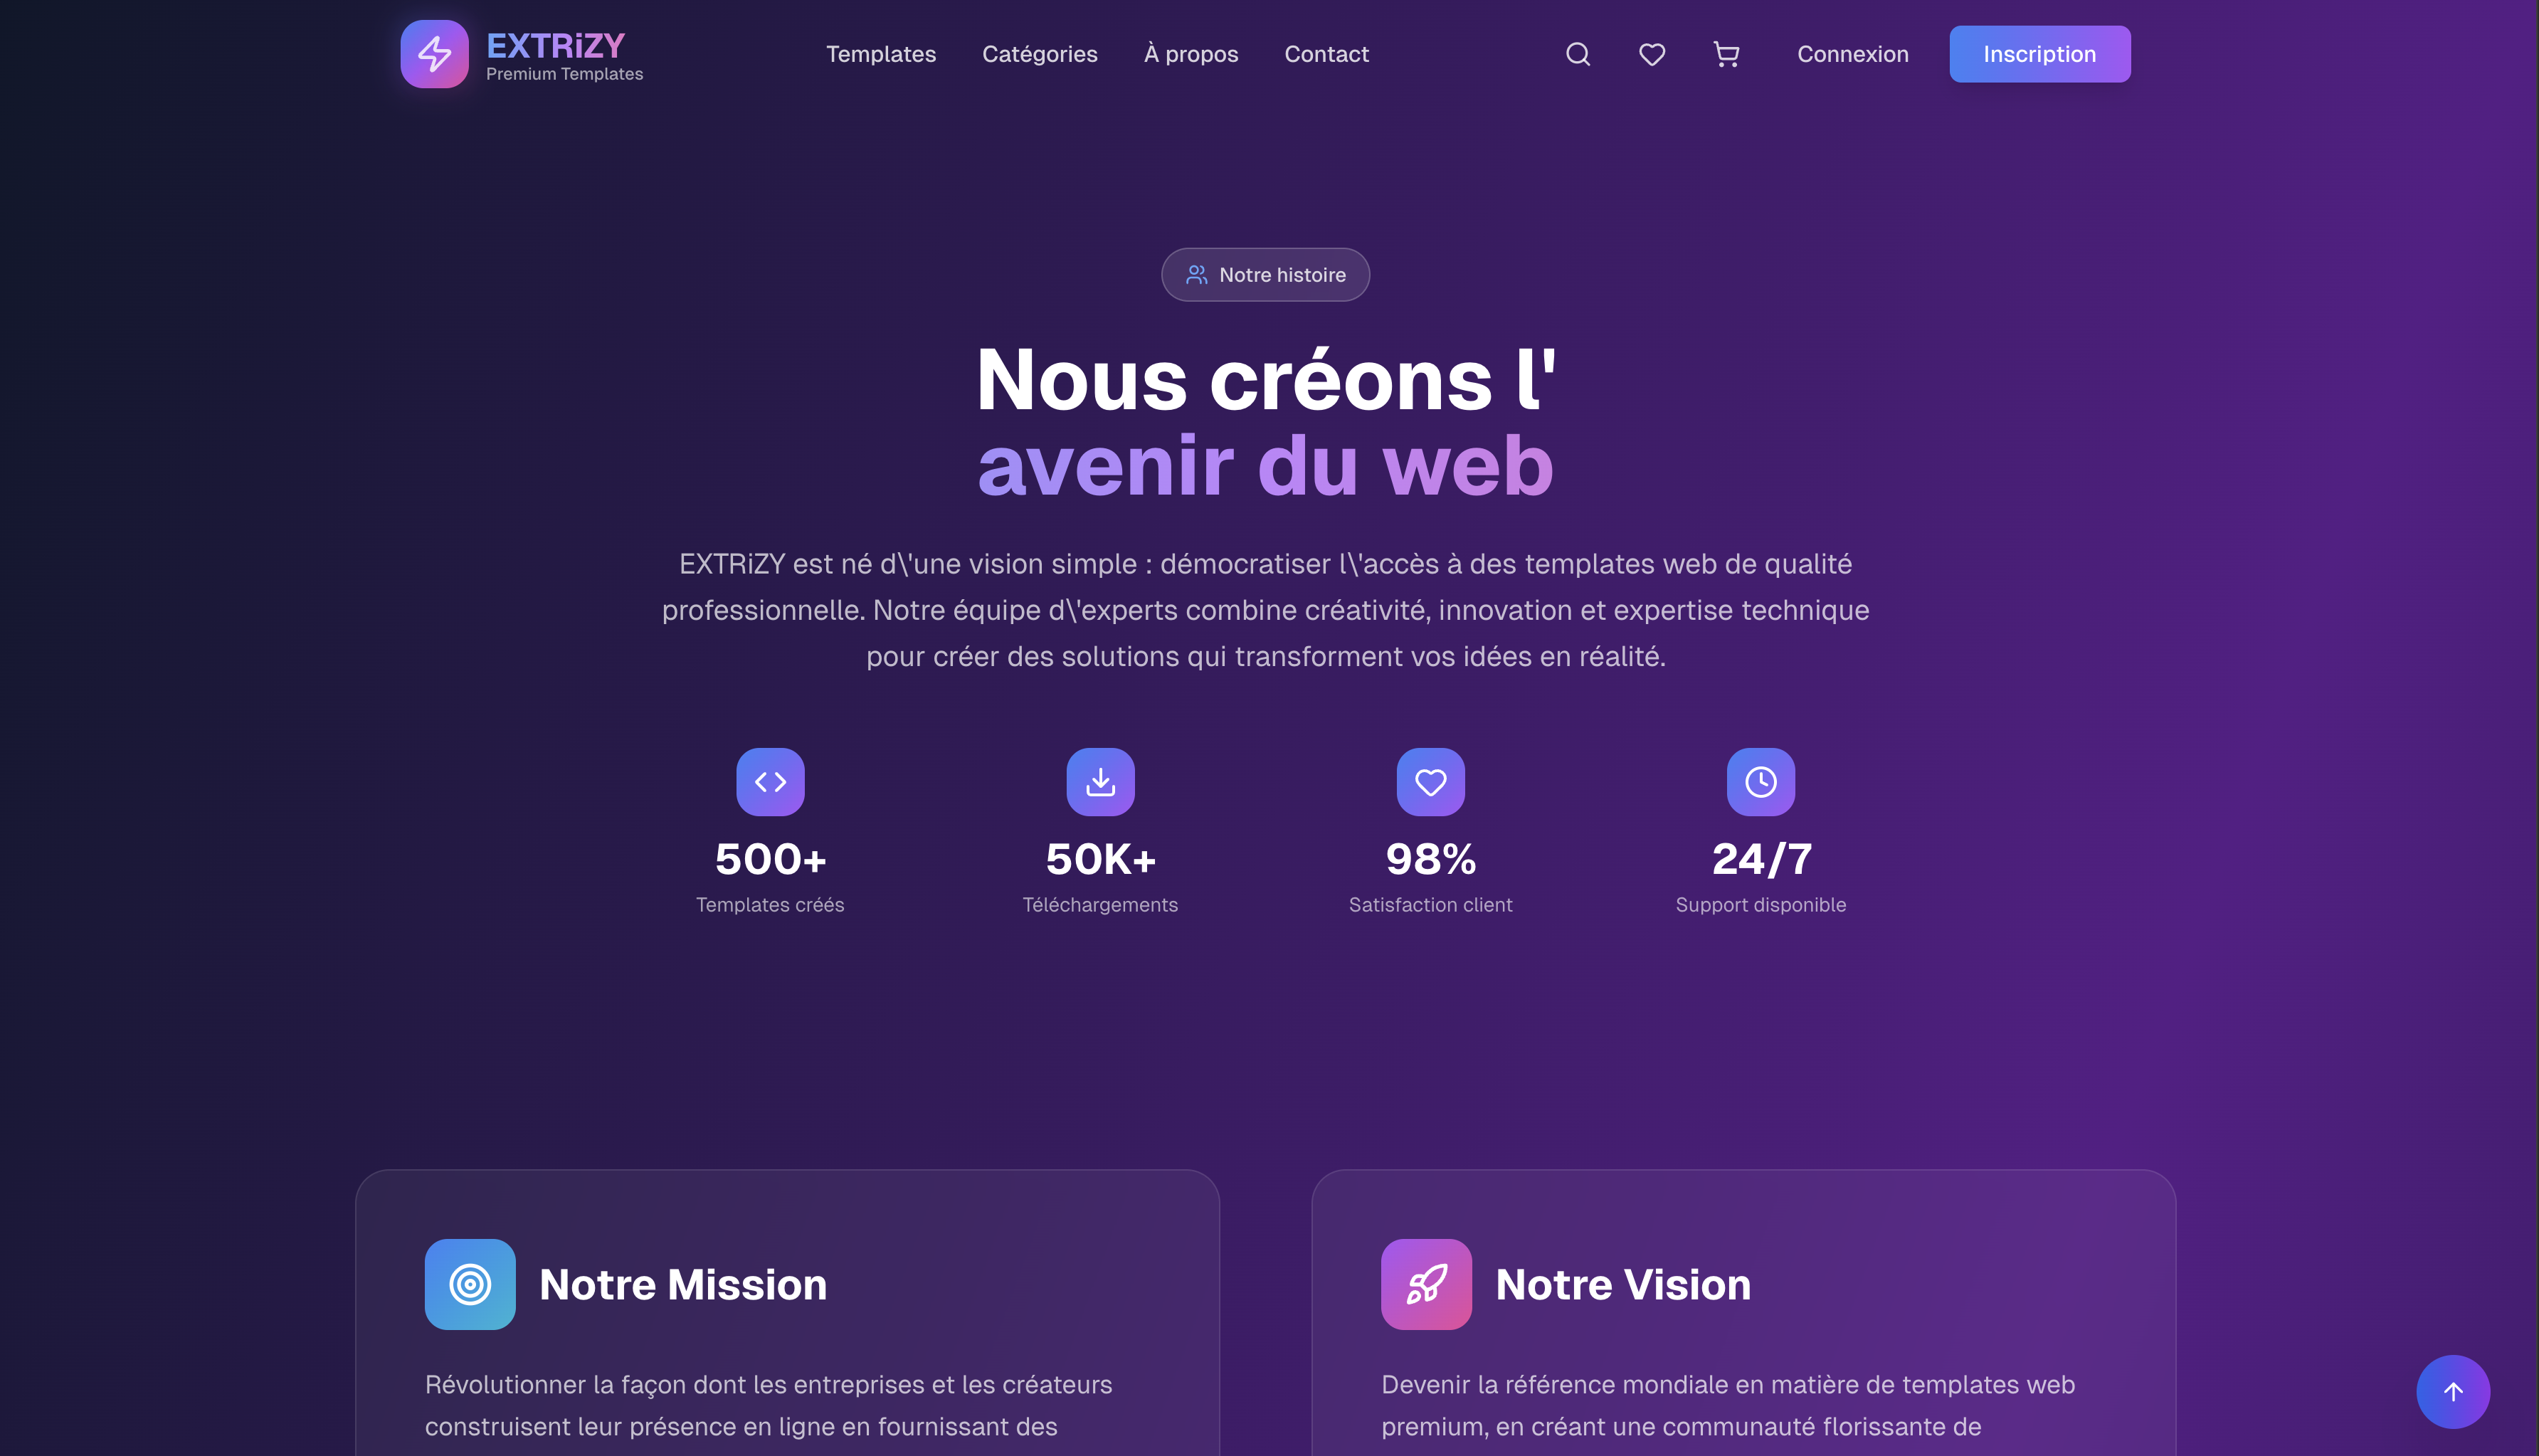 EXTRiZY
Premium Templates
Templates
Catégories
À propos
Contact
Connexion
Inscription
Notre histoire
Nous créons l'
avenir du web
EXTRiZY est né d\'une vision simple : démocratiser l\'accès à des templates web de qualité
professionnelle. Notre équipe d\'experts combine créativité, innovation et expertise technique
pour créer des solutions qui transforment vos idées en réalité.
500+
Templates créés
50K+
Téléchargements
98%
Satisfaction client
24/7
Support disponible
Notre Mission
Révolutionner la façon dont les entreprises et les créateurs
construisent leur présence en ligne en fournissant des
Notre Vision
Devenir la référence mondiale en matière de templates web
premium, en créant une communauté florissante de